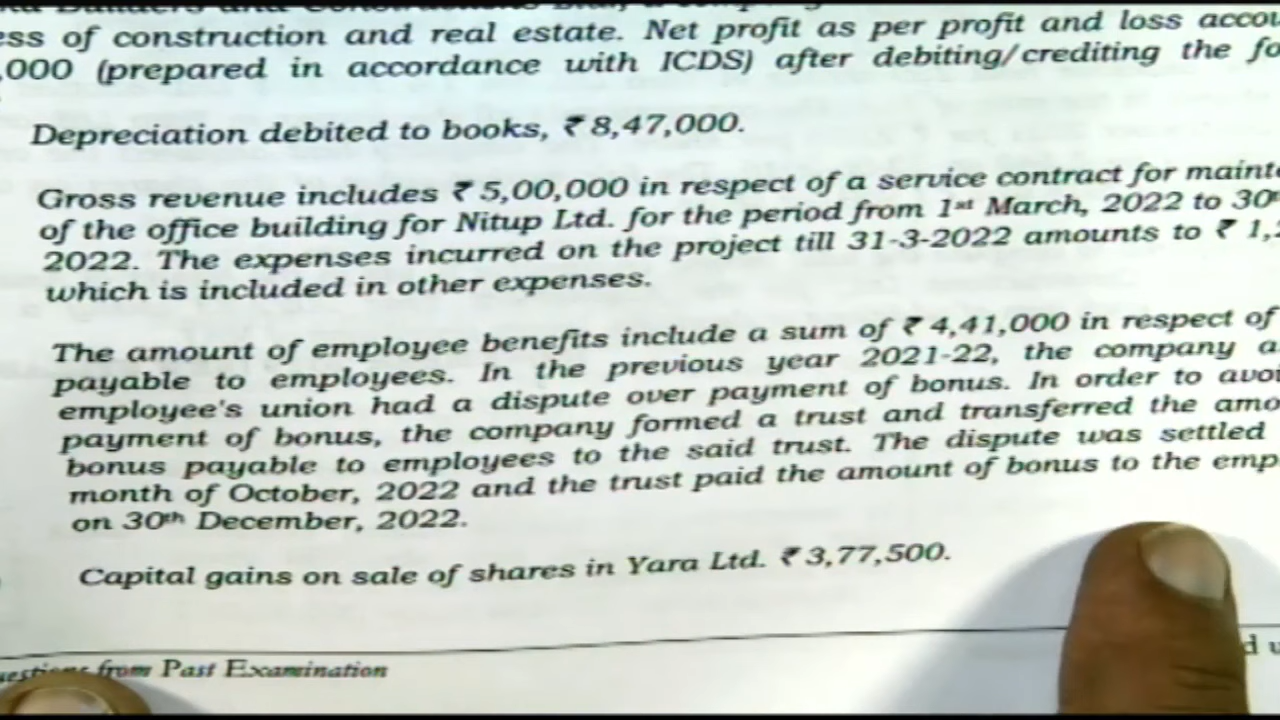 ess of construction and real estate. Net profit as per profit and loss accou
,000 (prepared in accordance with ICDS) after debiting/crediting the fo
Depreciation debited to books, ₹ 8,47,000.
Gross revenue includes ₹ 5,00,000 in respect of a service contract for mainte
of the office building for Nitup Ltd. for the period from 1st March, 2022 to 30
2022. The expenses incurred on the project till 31-3-2022 amounts to ₹ 1,2
which is included in other expenses.
The amount of employee benefits include a sum of ₹ 4,41,000 in respect of
payable to employees. In the previous year 2021-22, the company a
employee's union had a dispute over payment of bonus. In order to avoi
payment of bonus, the company formed a trust and transferred the amo
bonus payable to employees to the said trust. The dispute was settled
month of October, 2022 and the trust paid the amount of bonus to the emp
on 30th December, 2022.
Capital gains on sale of shares in Yara Ltd. ₹ 3,77,500.
from Past Examination